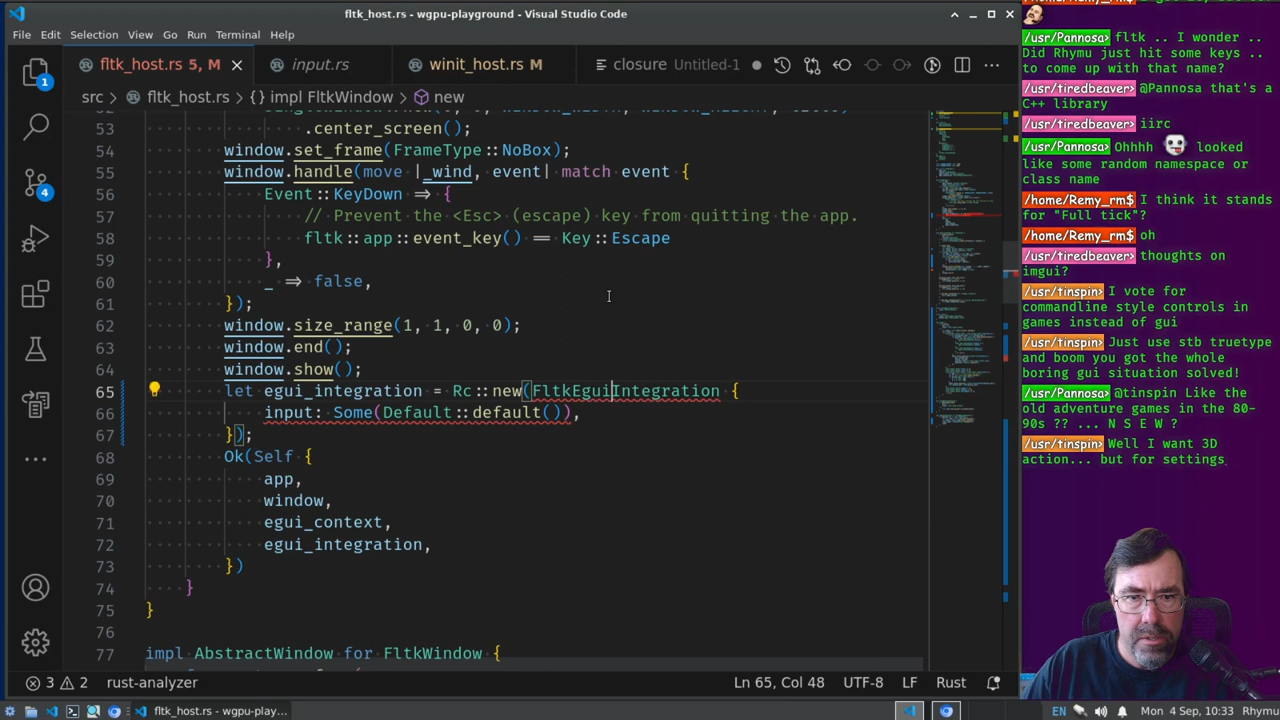 fltk_host.rs - wgpu-playground - Visual Studio Code
File Edit Selection View Go Run Terminal Help
fltk_host.rs 5, M
input.rs
winit_host.rs M
closure Untitled-1
src > fltk_host.rs > {} impl FltkWindow > new
53 .center_screen();
54 window.set_frame(FrameType::NoBox);
55 window.handle(move |_wind, event| match event {
56 Event::KeyDown => {
57 // Prevent the <Esc> (escape) key from quitting the app.
58 fltk::app::event_key() == Key::Escape
59 },
60 _ => false,
61 });
62 window.size_range(1, 1, 0, 0);
63 window.end();
64 window.show();
65 let egui_integration = Rc::new(FltkEguiIntegration {
66 input: Some(Default::default()),
67 });
68 Ok(Self {
69 app,
70 window,
71 egui_context,
72 egui_integration,
73 })
74 }
75 }
76
77 impl AbstractWindow for FltkWindow {
1
4
3 2 rust-analyzer Ln 65, Col 48 UTF-8 LF Rust
fltk_host.rs - wgpu-play...
EN Mon 4 Sep, 10:33 Rhymu
/usr/Pannosa> fltk .. I wonder ..
Did Rhymu just hit some keys ..
to come up with that name?
/usr/tiredbeaver> @Pannosa that's a
C++ library
/usr/tiredbeaver> iirc
/usr/Pannosa> Ohhhh looked
like some random namespace or
class name
/home/Remy_rm$ I think it stands
for "Full tick"?
/home/Remy_rm$ oh
/usr/tiredbeaver> thoughts on
imgui?
/usr/tinspin> I vote for
commandline style controls in
games instead of gui
/usr/tinspin> Just use stb truetype
and boom you got the whole
boring gui situation solved!
/usr/Pannosa> @tinspin Like the
old adventure games in the 80-
90s ?? ... N S E W ?
/usr/tinspin> Well I want 3D
action... but for settings